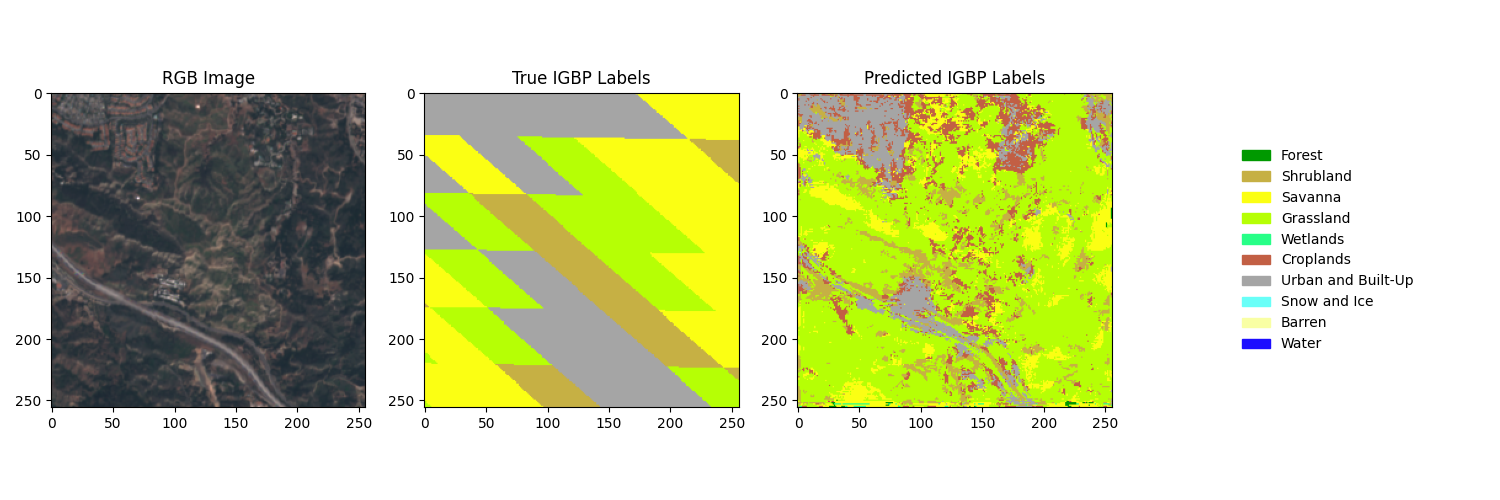 RGB Image
True IGBP Labels
Predicted IGBP Labels
0
50
100
150
200
250
0
50
100
150
200
250
0
50
100
150
200
250
0
50
100
150
200
250
0
50
100
150
200
250
0
50
100
150
200
250
Forest
Shrubland
Savanna
Grassland
Wetlands
Croplands
Urban and Built-Up
Snow and Ice
Barren
Water